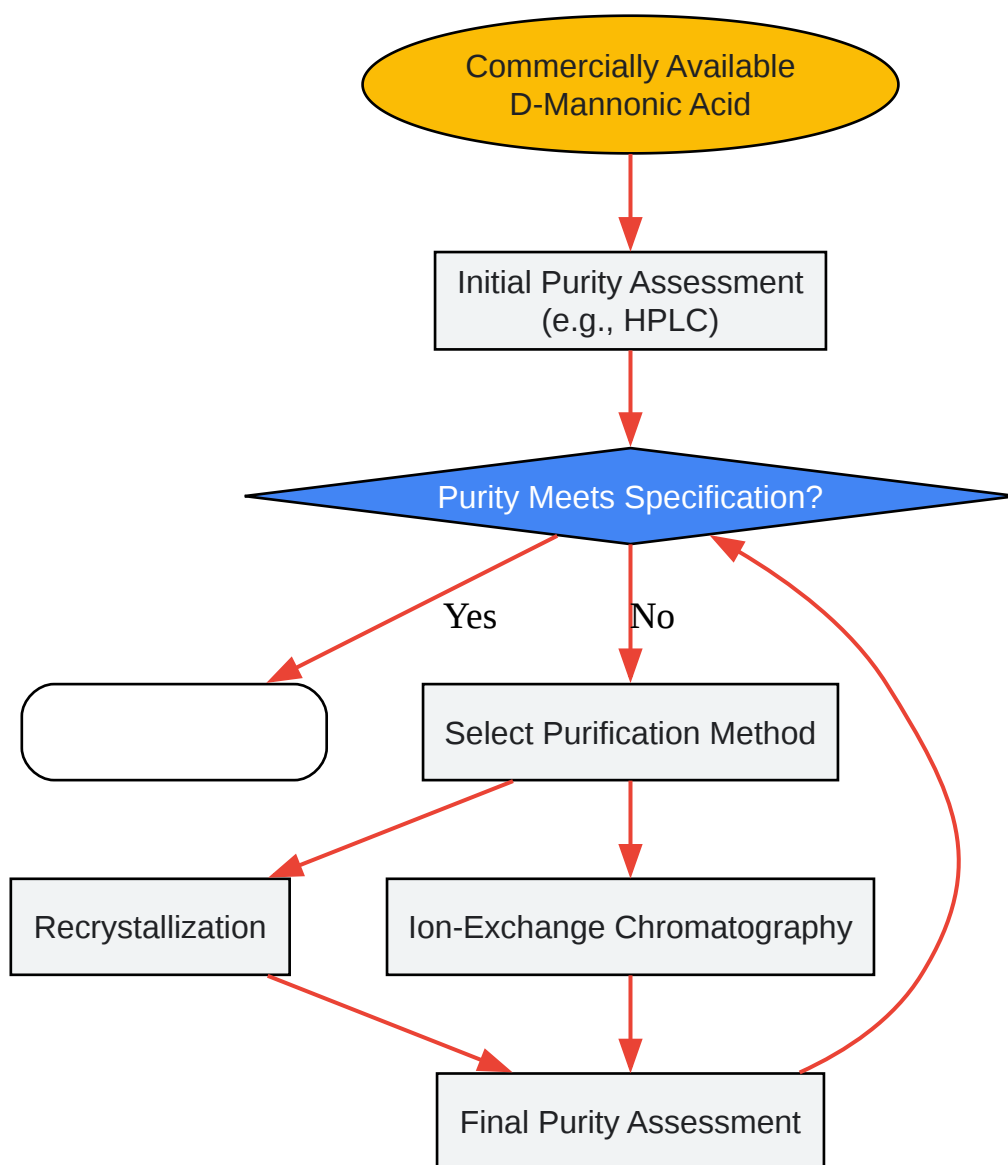 Commercially Available
D-Mannonic Acid
Initial Purity Assessment
(e.g., HPLC)
Purity Meets Specification?
Yes
No
Select Purification Method
Recrystallization
Ion-Exchange Chromatography
Final Purity Assessment